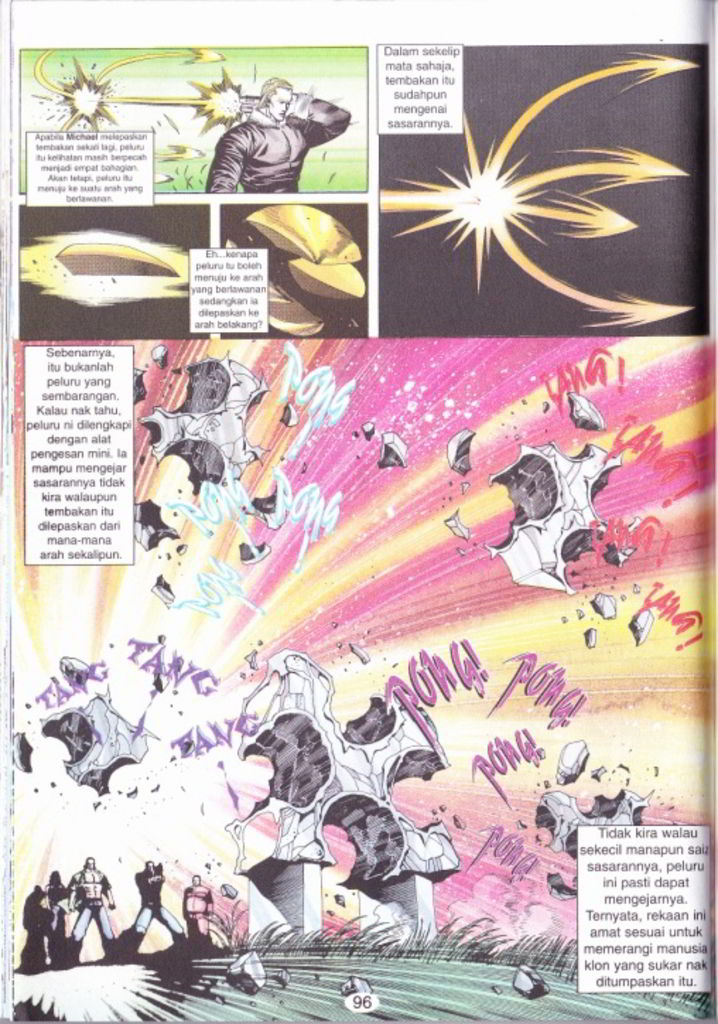 Apabila Michael melepaskan
tembakan sekali lagi, peluru
itu kelihatan masih berpecah
menjadi empat bahagian.
Akan tetapi, peluru itu
menuju ke suatu arah yang
berlawanan.
Dalam sekelip
mata sahaja,
tembakan itu
sudahpun
mengenai
sasarannya.
Eh...kenapa
peluru tu boleh
menuju ke arah
yang berlawanan
sedangkan ia
dilepaskan ke
arah belakang?
Sebenarnya,
itu bukanlah
peluru yang
sembarangan.
Kalau nak tahu,
peluru ni dilengkapi
dengan alat
pengesan mini. Ia
mampu mengejar
sasarannya tidak
kira walaupun
tembakan itu
dilepaskan dari
mana-mana
arah sekalipun.
PONG
PONG
PONG
PONG
TANG!
TANG!
TANG!
TANG!
TANG
TANG
TANG
PONG!
PONG!
PONG!
PONG!
Tidak kira walau
sekecil manapun saiz
sasarannya, peluru
ini pasti dapat
mengejarnya.
Ternyata, rekaan ini
amat sesuai untuk
memerangi manusia
klon yang sukar nak
ditumpaskan itu.
96